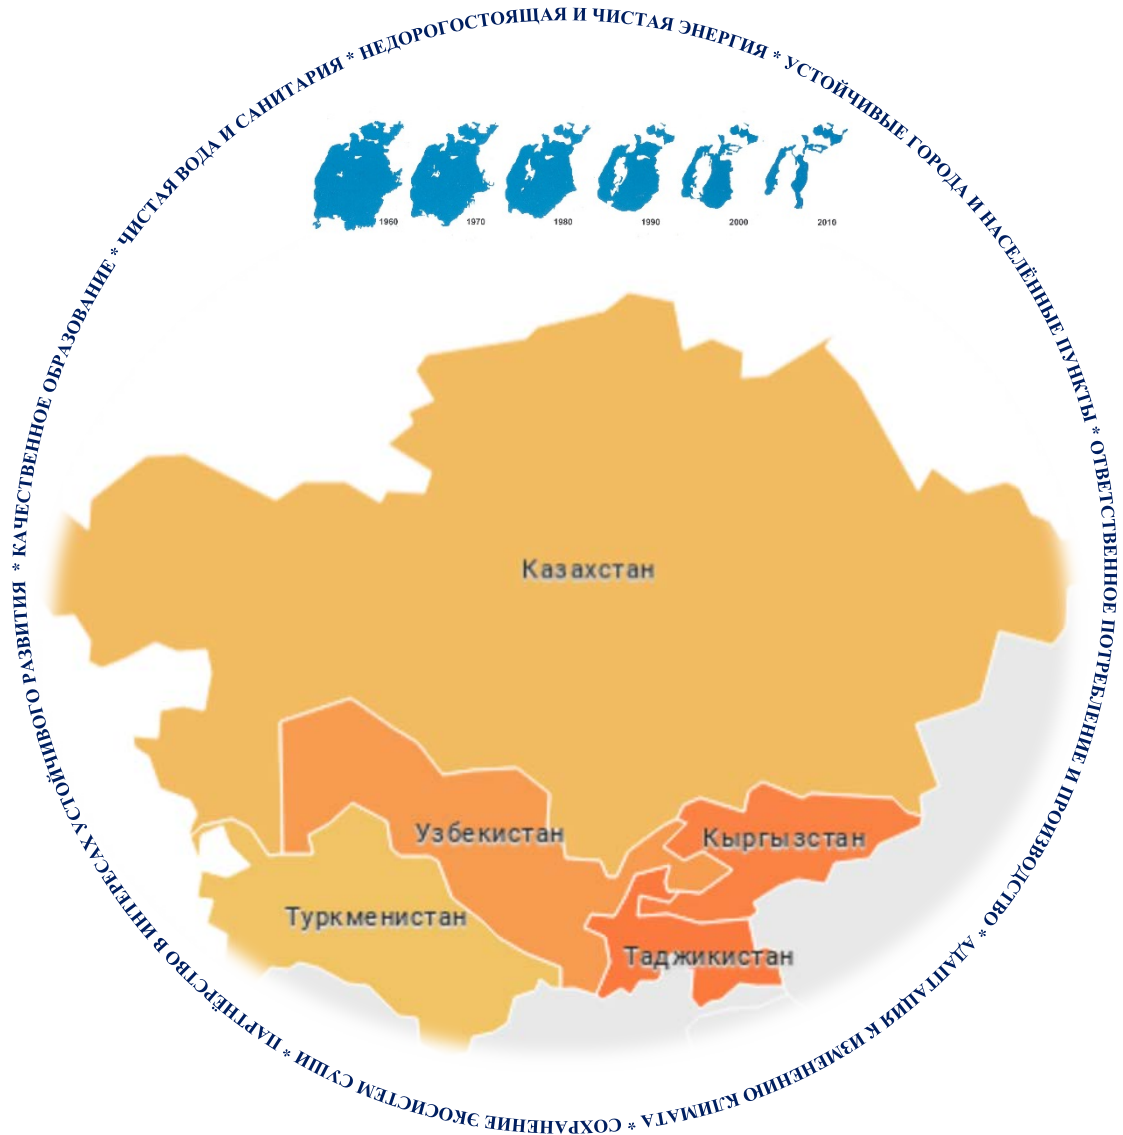 * КАЧЕСТВЕННОЕ ОБРАЗОВАНИЕ * ЧИСТАЯ ВОДА И САНИТАРИЯ * НЕДОРОГОСТОЯЩАЯ И ЧИСТАЯ ЭНЕРГИЯ * УСТОЙЧИВЫЕ ГОРОДА И НАСЕЛЁННЫЕ ПУНКТЫ * ОТВЕТСТВЕННОЕ ПОТРЕБЛЕНИЕ И ПРОИЗВОДСТВО * АДАПТАЦИЯ К ИЗМЕНЕНИЮ КЛИМАТА * СОХРАНЕНИЕ ЭКОСИСТЕМ СУШИ * ПАРТНЁРСТВО В ИНТЕРЕСАХ УСТОЙЧИВОГО РАЗВИТИЯ
1960 1970 1980 1990 2000 2010
Казахстан
Узбекистан
Кыргызстан
Туркменистан
Таджикистан